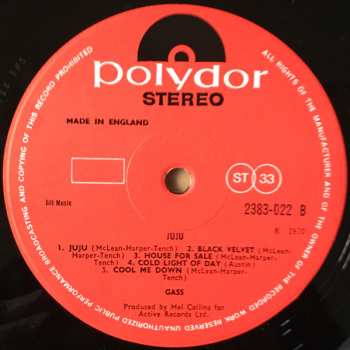 polydor
STEREO
MADE IN ENGLAND
ST 33
Gill Music
2383-022 B
℗ 1970
JUJU
1. JUJU (McLean-Harper-Tench) 2. BLACK VELVET (McLean-
Harper-Tench) 3. HOUSE FOR SALE (McLean-Harper-
Tench) 4. COLD LIGHT OF DAY (Austin)
5. COOL ME DOWN (McLean-Harper-Tench)
GASS
Produced by Mel Collins for
Active Records Ltd.
ALL RIGHTS OF THE MANUFACTURER AND OF THE OWNER OF THE RECORDED WORK RESERVED UNAUTHORIZED PUBLIC PERFORMANCE BROADCASTING AND COPYING OF THIS RECORD PROHIBITED